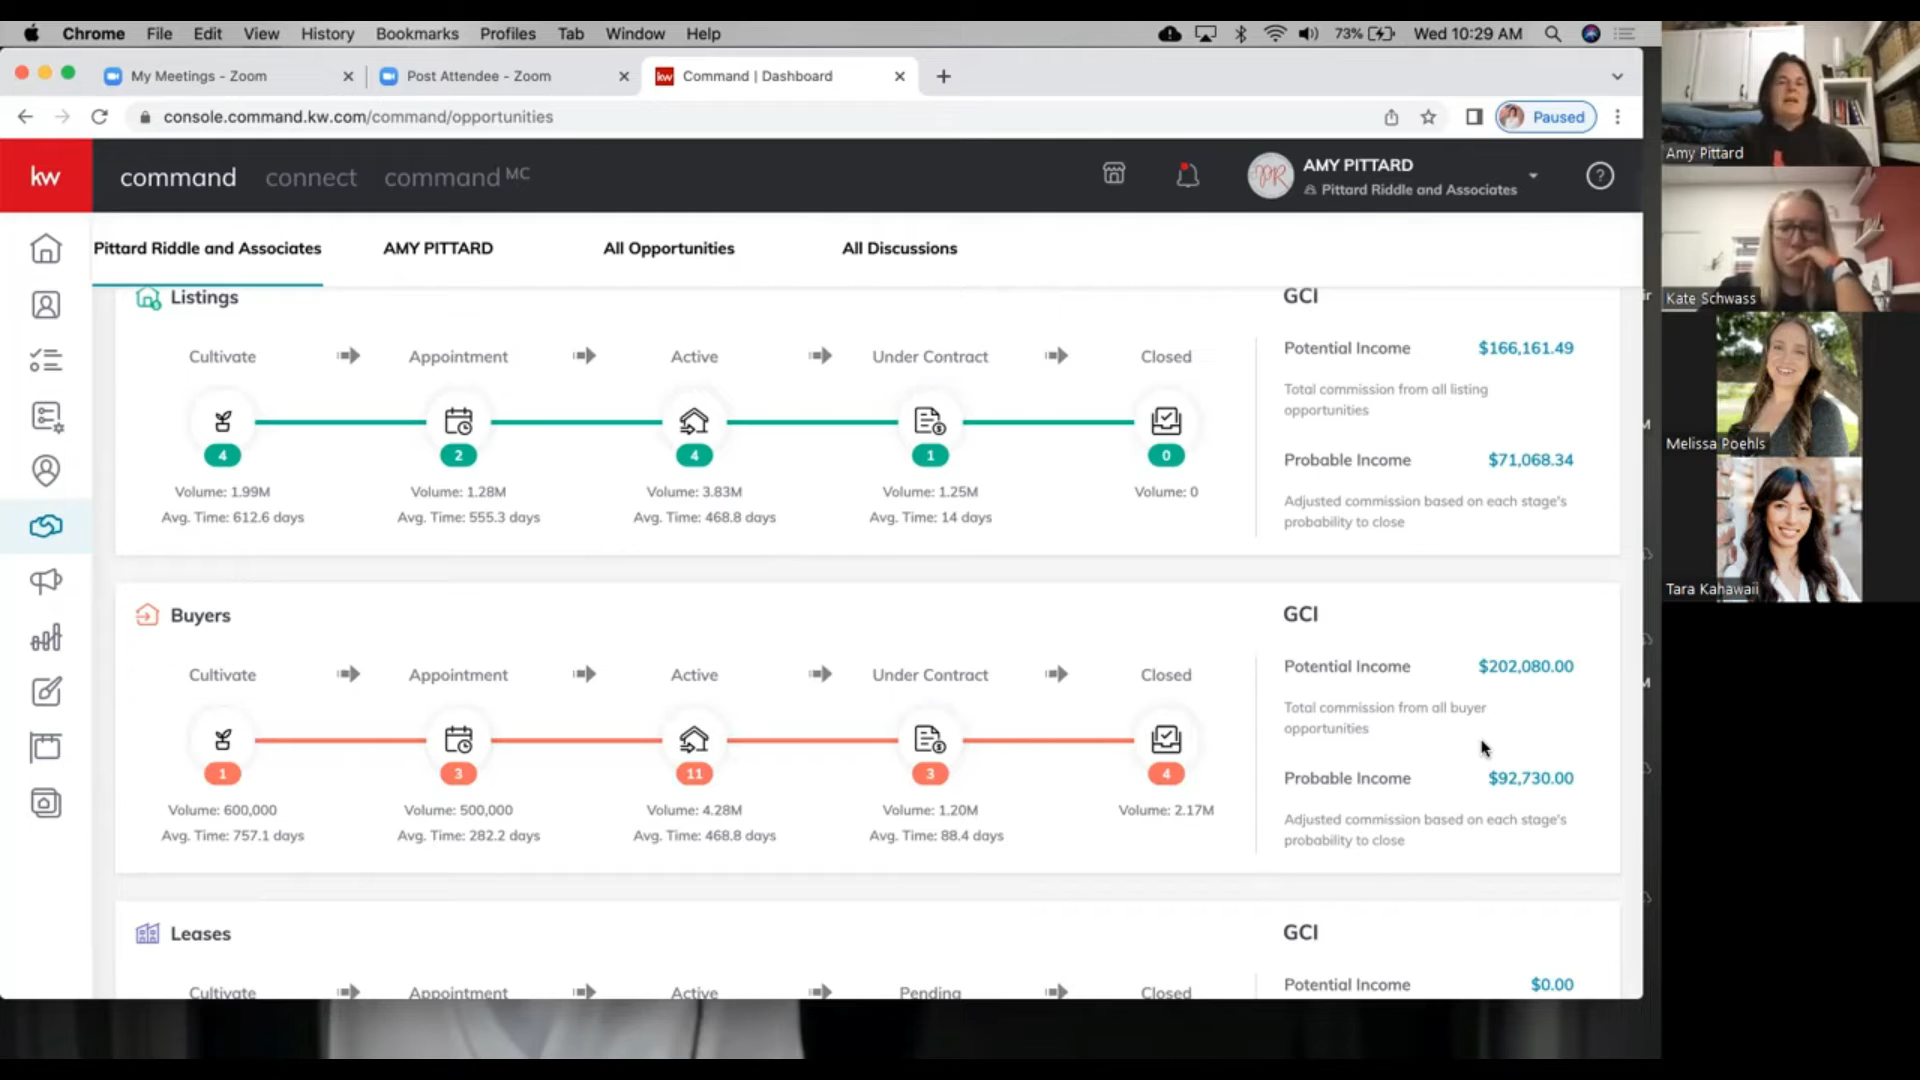 Chrome File Edit View History Bookmarks Profiles Tab Window Help 73% Wed 10:29 AM
My Meetings - Zoom Post Attendee - Zoom kw Command | Dashboard
console.command.kw.com/command/opportunities Paused
kw command connect command MC PR AMY PITTARD
Pittard Riddle and Associates
Pittard Riddle and Associates AMY PITTARD All Opportunities All Discussions
Listings GCI
Cultivate Appointment Active Under Contract Closed
4 2 4 1 0
Volume: 1.99M Volume: 1.28M Volume: 3.83M Volume: 1.25M Volume: 0
Avg. Time: 612.6 days Avg. Time: 555.3 days Avg. Time: 468.8 days Avg. Time: 14 days
Potential Income $166,161.49
Total commission from all listing
opportunities
Probable Income $71,068.34
Adjusted commission based on each stage's
probability to close
Buyers GCI
Cultivate Appointment Active Under Contract Closed
1 3 11 3 4
Volume: 600,000 Volume: 500,000 Volume: 4.28M Volume: 1.20M Volume: 2.17M
Avg. Time: 757.1 days Avg. Time: 282.2 days Avg. Time: 468.8 days Avg. Time: 88.4 days
Potential Income $202,080.00
Total commission from all buyer
opportunities
Probable Income $92,730.00
Adjusted commission based on each stage's
probability to close
Leases GCI
Cultivate Appointment Active Pending Closed
Potential Income $0.00
Amy Pittard
Kate Schwass
Melissa Poehls
Tara Kahawaii